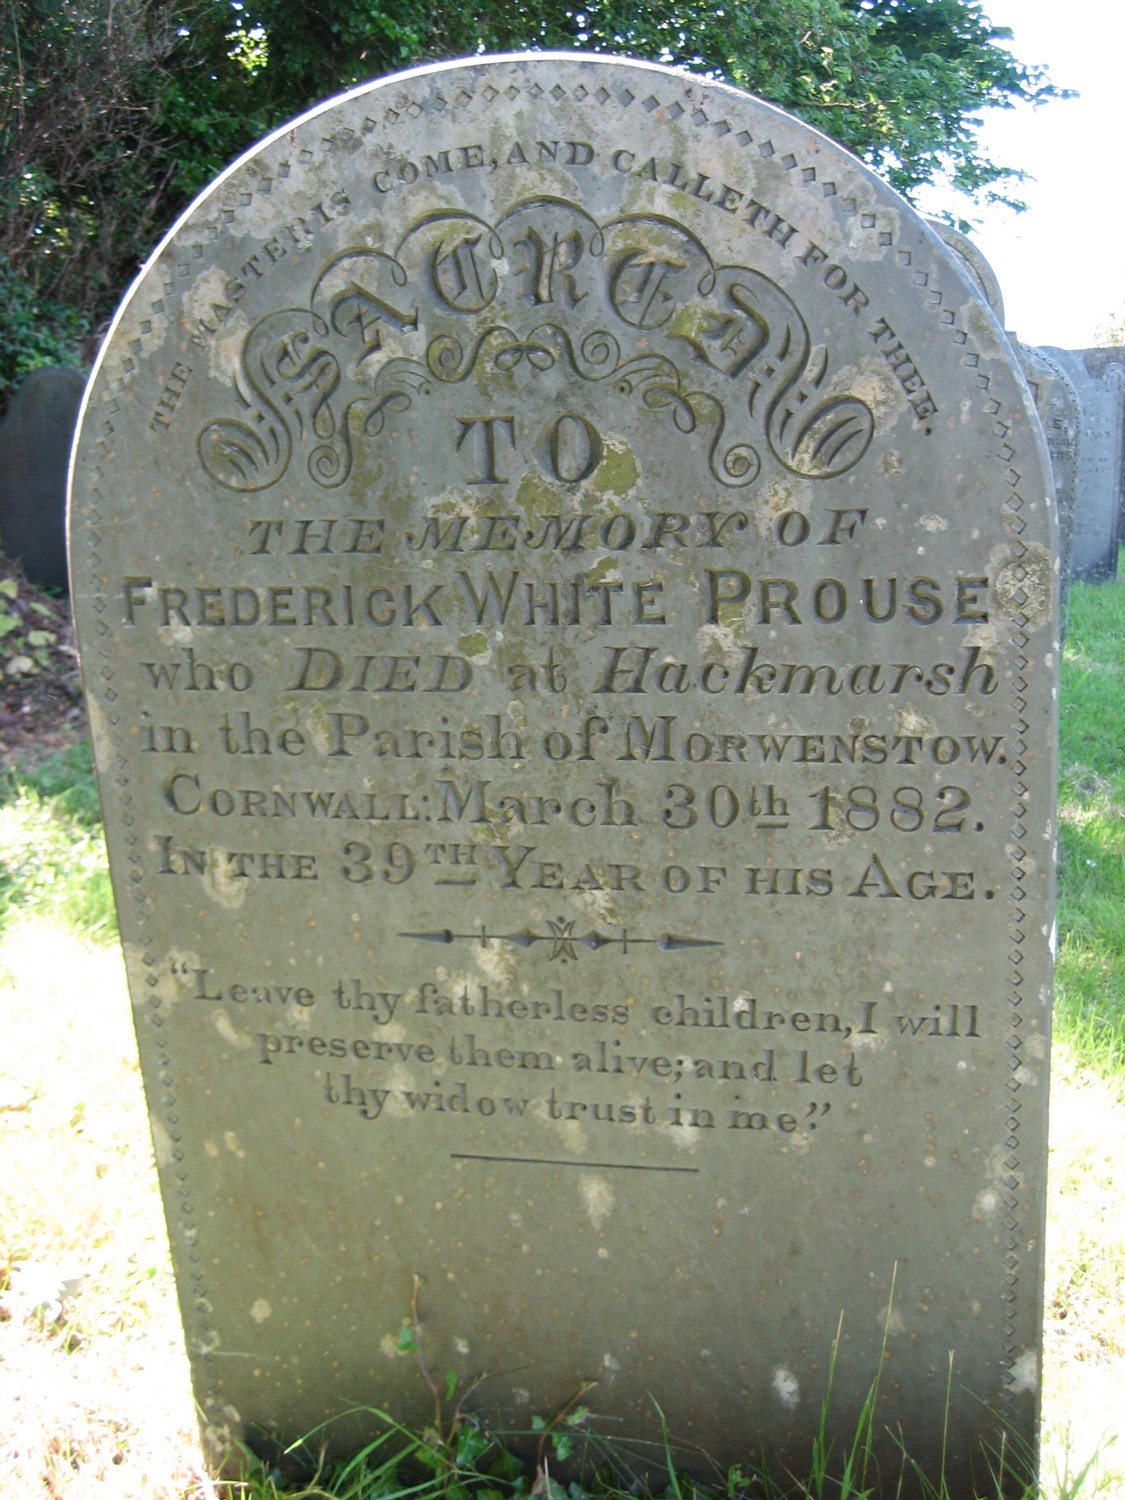 THE MASTER IS COME, AND CALLETH FOR THEE.
SACRED
TO
THE MEMORY OF
FREDERICK WHITE PROUSE
who DIED at Hackmarsh
in the Parish of MORWENSTOW.
CORNWALL: March 30th 1882.
IN THE 39TH YEAR OF HIS AGE.
"Leave thy fatherless children, I will
preserve them alive; and let
thy widow trust in me."